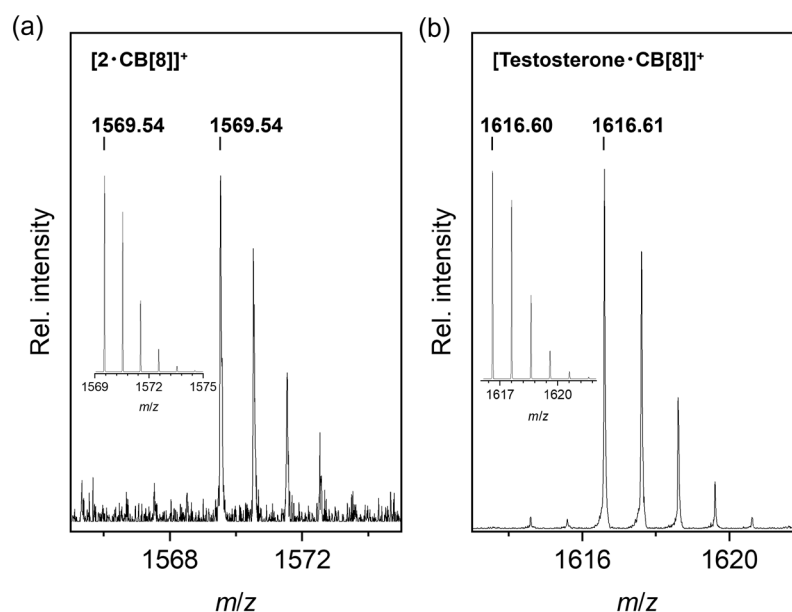 (a)
[2·CB[8]]⁺
1569.54
1569.54
Rel. intensity
1569
1572
1575
m/z
1568
1572
m/z
(b)
[Testosterone·CB[8]]⁺
1616.60
1616.61
Rel. intensity
1617
1620
m/z
1616
1620
m/z